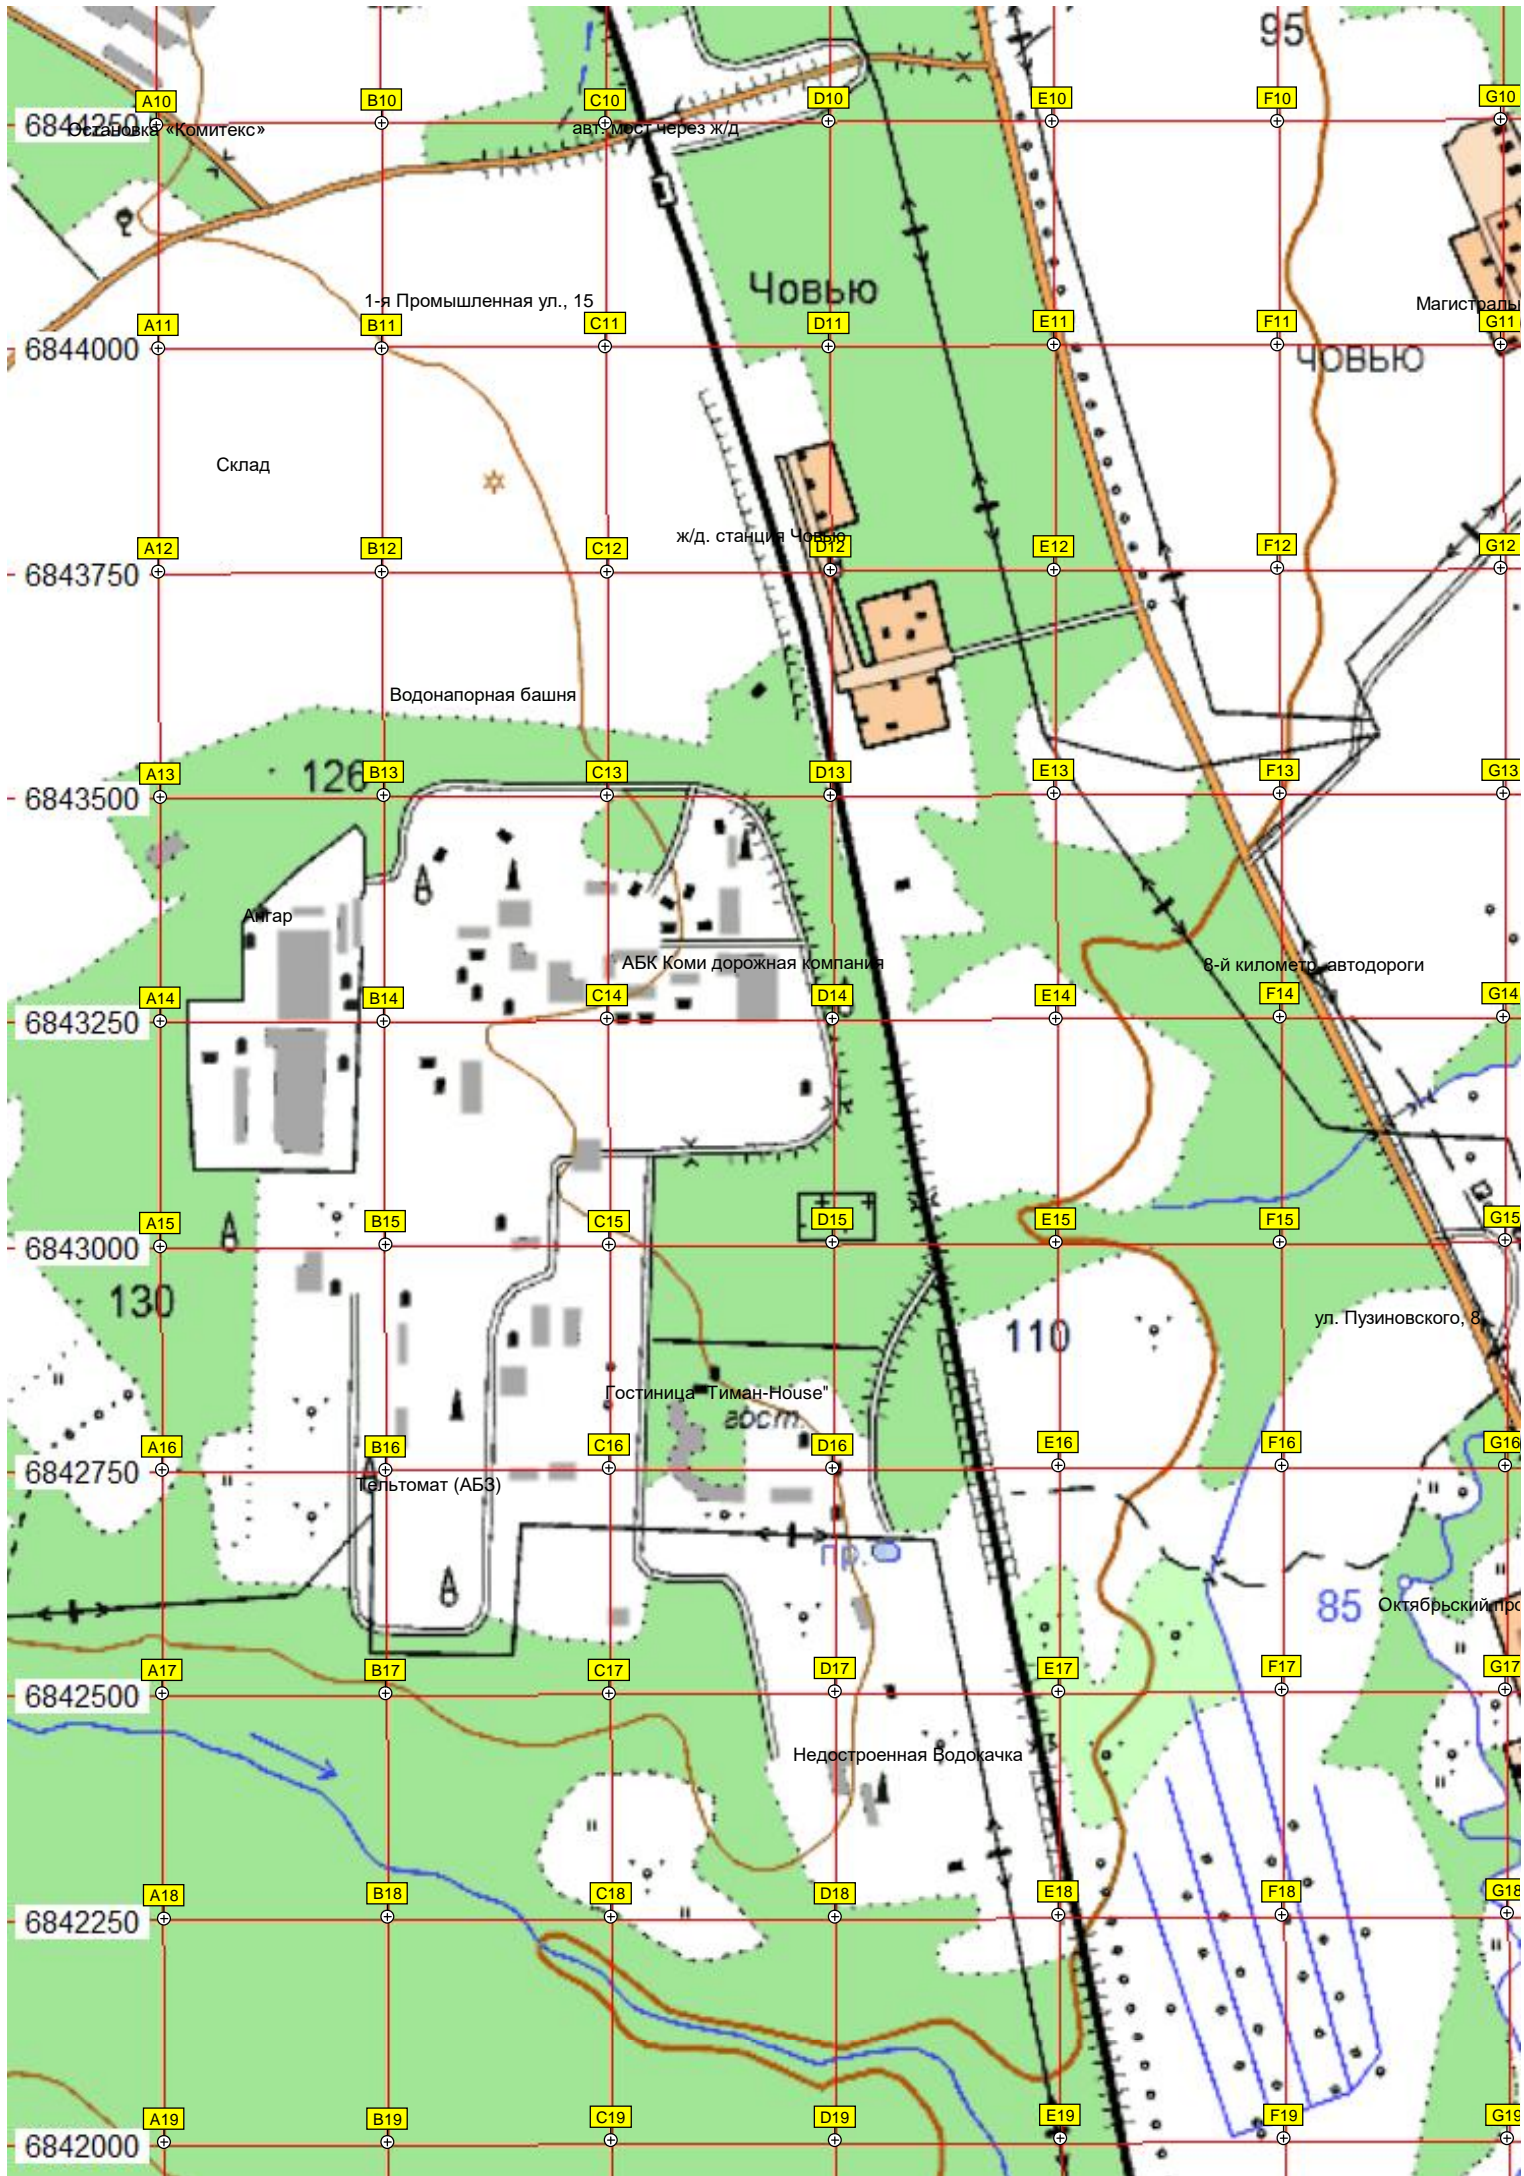 95
A10 B10 C10 D10 E10 F10 G10
6844250
Остановка «Комитекс»
авт. мост через ж/д
Човью
1-я Промышленная ул., 15
A11 B11 C11 D11 E11 F11 G11
6844000
човью
Склад
ж/д. станция Човью
A12 B12 C12 D12 E12 F12 G12
6843750
Водонапорная башня
126
A13 B13 C13 D13 E13 F13 G13
6843500
Ангар
АБК Коми дорожная компания
8-й километр автодороги
A14 B14 C14 D14 E14 F14 G14
6843250
A15 B15 C15 D15 E15 F15 G15
6843000
130
110
ул. Пузиновского, 8
Гостиница "Тиман-House"
гост.
A16 B16 C16 D16 E16 F16 G16
6842750
Тельтомат (АБЗ)
пр.
85
A17 B17 C17 D17 E17 F17 G17
6842500
Недостроенная Водокачка
A18 B18 C18 D18 E18 F18 G18
6842250
A19 B19 C19 D19 E19 F19 G19
6842000